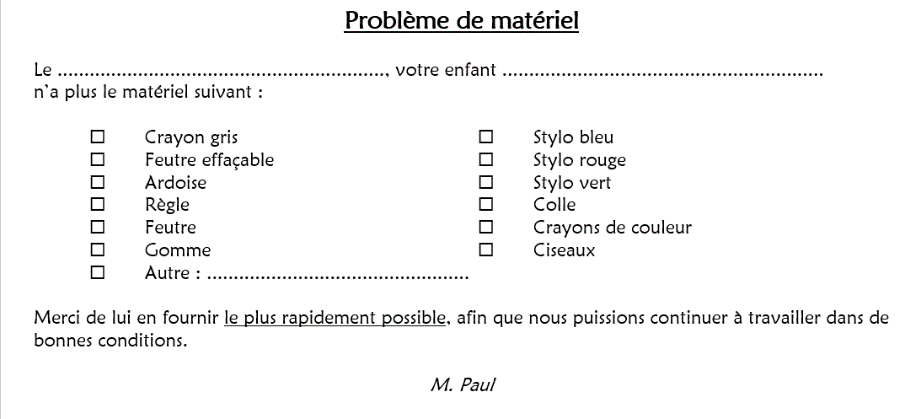 Problème de matériel
Le ............................................................., votre enfant ............................................................
n'a plus le matériel suivant :
☐ Crayon gris ☐ Stylo bleu
☐ Feutre effaçable ☐ Stylo rouge
☐ Ardoise ☐ Stylo vert
☐ Règle ☐ Colle
☐ Feutre ☐ Crayons de couleur
☐ Gomme ☐ Ciseaux
☐ Autre : .................................................
Merci de lui en fournir le plus rapidement possible, afin que nous puissions continuer à travailler dans de
bonnes conditions.
M. Paul